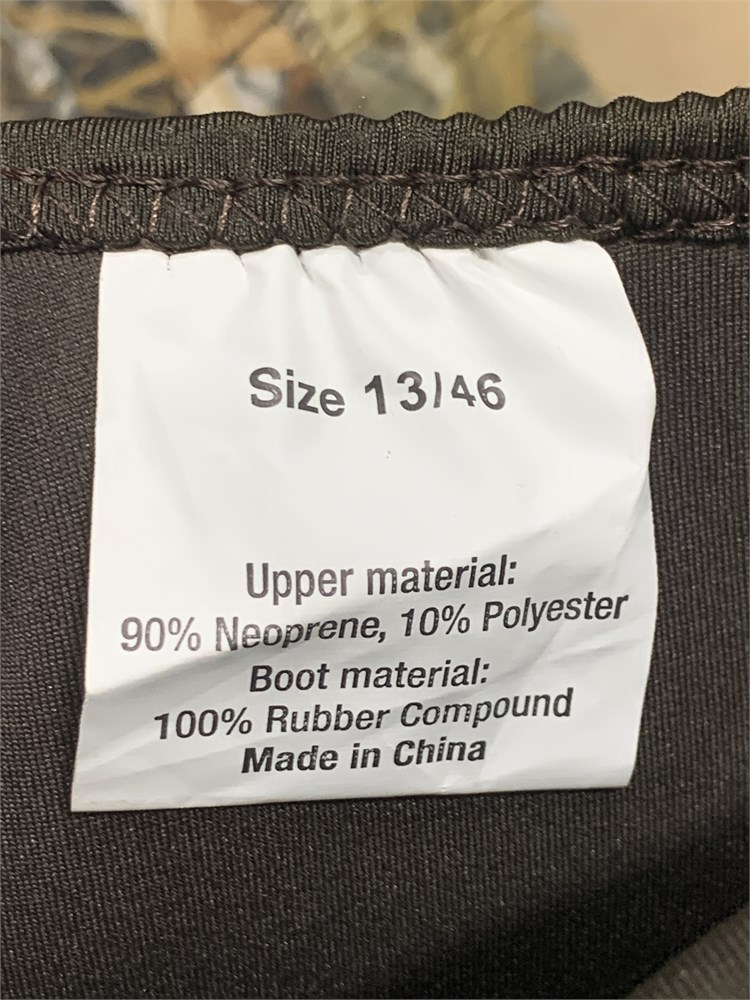 Size 13/46
Upper material:
90% Neoprene, 10% Polyester
Boot material:
100% Rubber Compound
Made in China